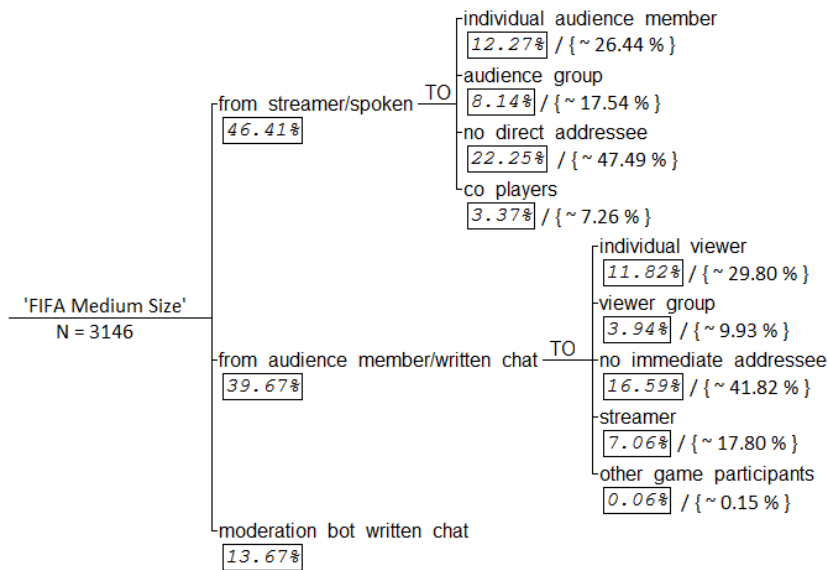 individual audience member
12.27% / { ~ 26.44 % }
audience group
8.14% / { ~ 17.54 % }
from streamer/spoken TO
46.41%
no direct addressee
22.25% / { ~ 47.49 % }
co players
3.37% / { ~ 7.26 % }
individual viewer
11.82% / { ~ 29.80 % }
'FIFA Medium Size'
N = 3146
viewer group
3.94% / { ~ 9.93 % }
from audience member/written chat TO
39.67%
no immediate addressee
16.59% / { ~ 41.82 % }
streamer
7.06% / { ~ 17.80 % }
other game participants
0.06% / { ~ 0.15 % }
moderation bot written chat
13.67%